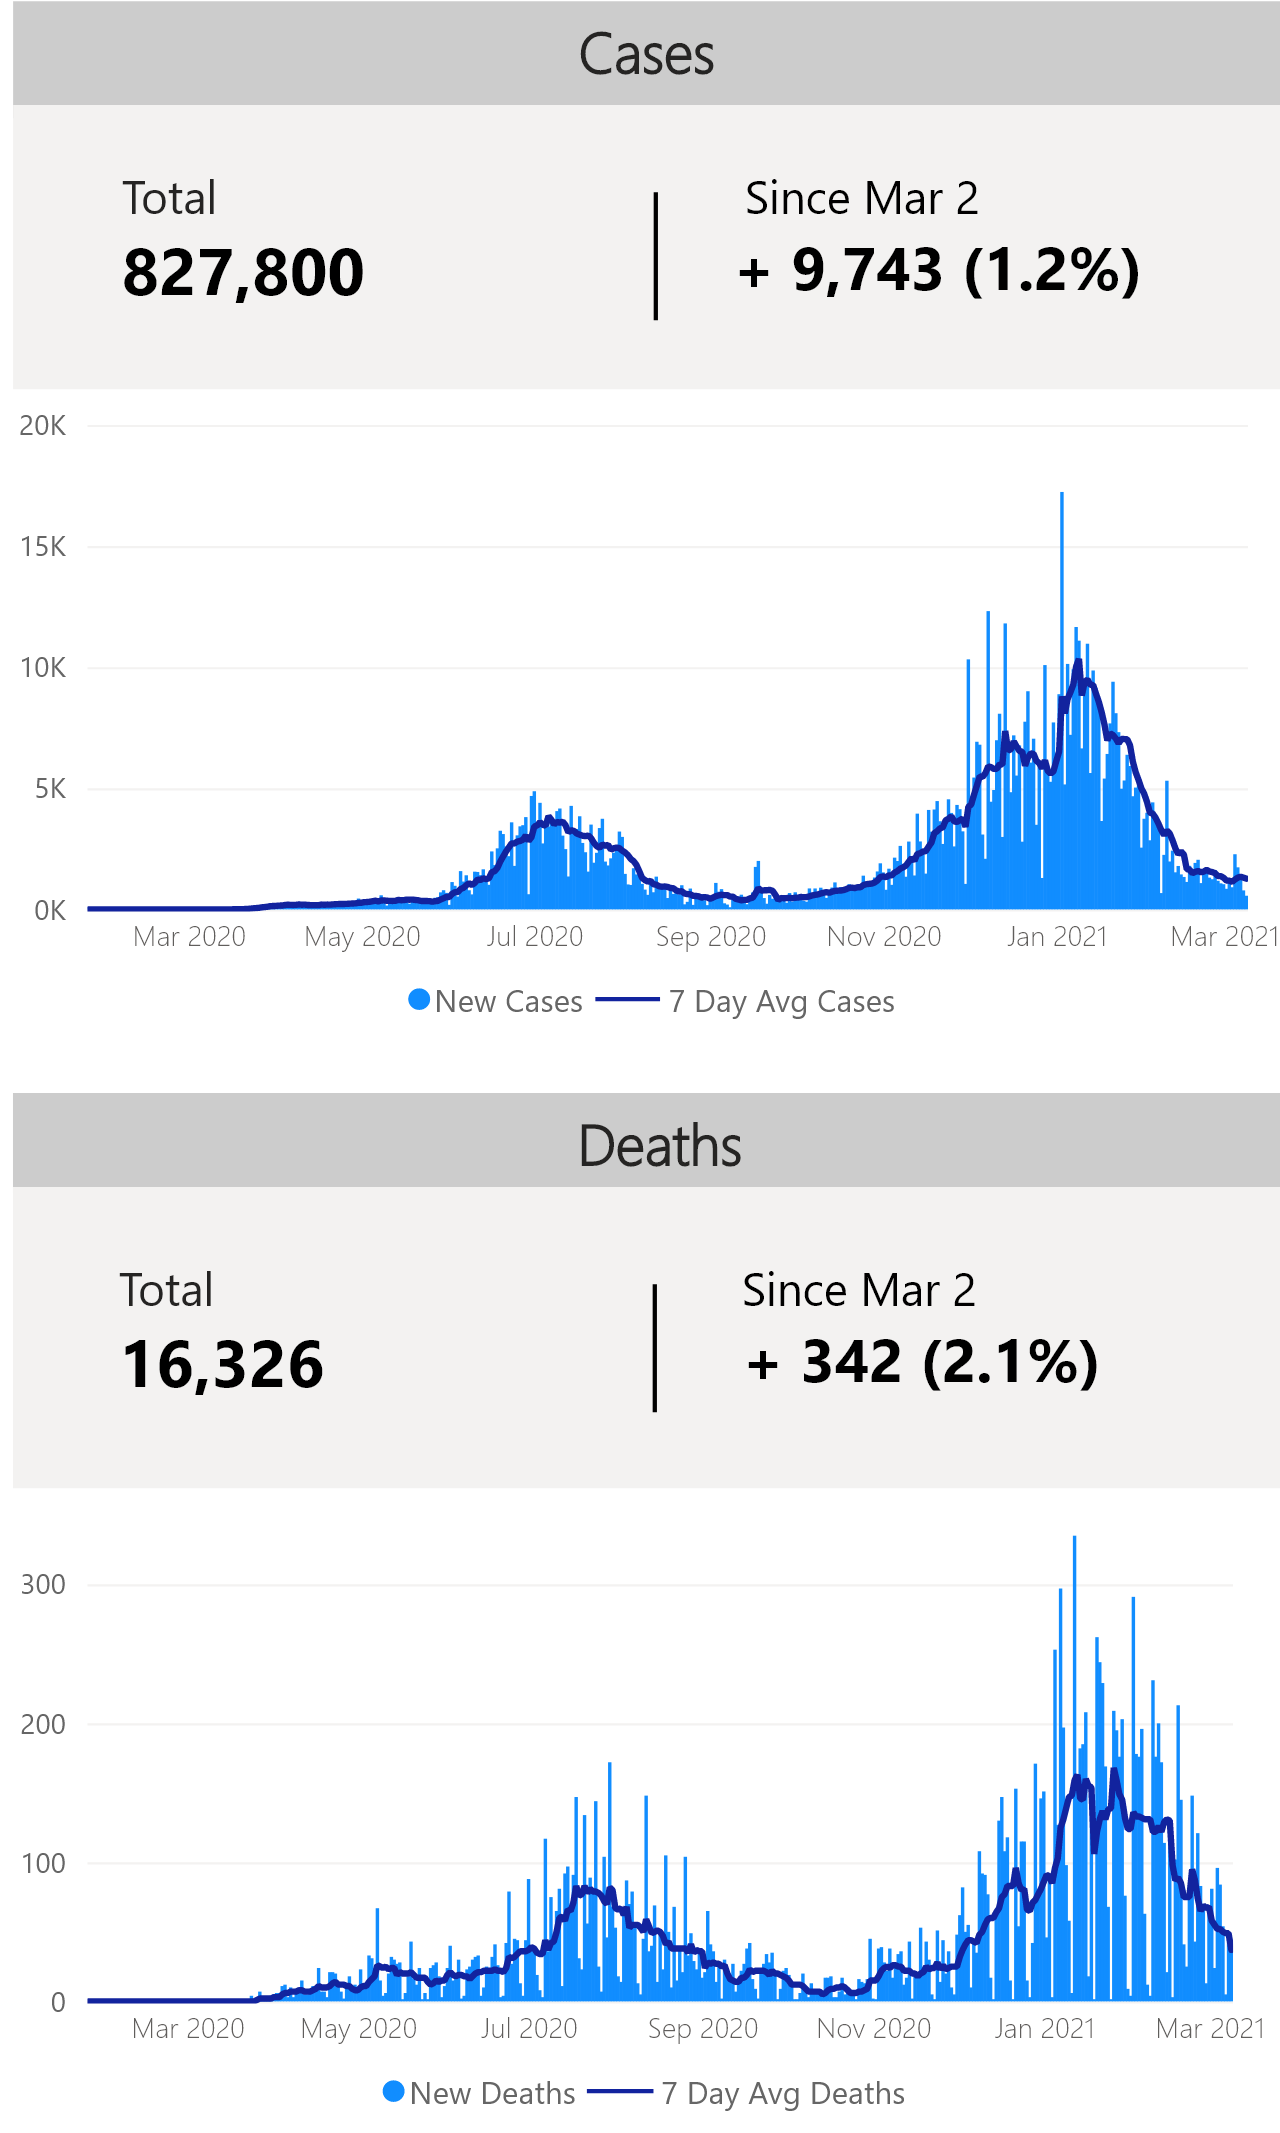 Cases
Total
Since Mar 2
827,800
+ 9,743 (1.2%)
20K
15K
10K
5K
0K
Mar 2020 May 2020 Jul 2020 Sep 2020 Nov 2020 Jan 2021 Mar 2021
New Cases 7 Day Avg Cases
Deaths
Total
Since Mar 2
16,326
+ 342 (2.1%)
300
200
100
0
Mar 2020 May 2020 Jul 2020 Sep 2020 Nov 2020 Jan 2021 Mar 2021
New Deaths 7 Day Avg Deaths